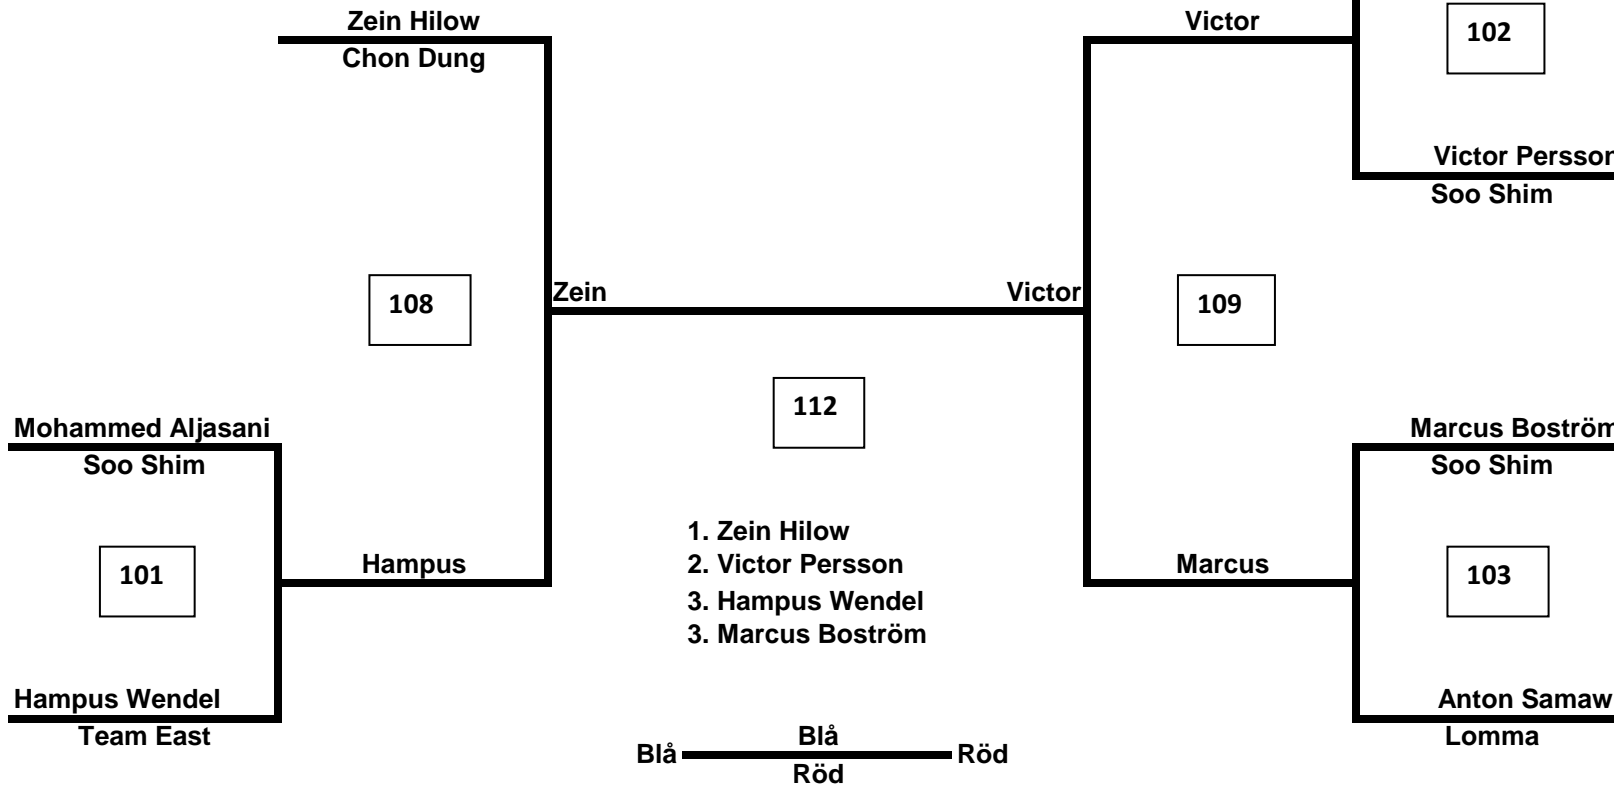 Zein Hilow
Chon Dung
Victor
102
Victor Persson
Soo Shim
108
Zein
Victor
109
112
Mohammed Aljasani
Soo Shim
Marcus Boström
Soo Shim
101
Hampus
1. Zein Hilow
2. Victor Persson
3. Hampus Wendel
3. Marcus Boström
Marcus
103
Hampus Wendel
Team East
Anton Samaw
Lomma
Blå
Blå
Röd
Röd